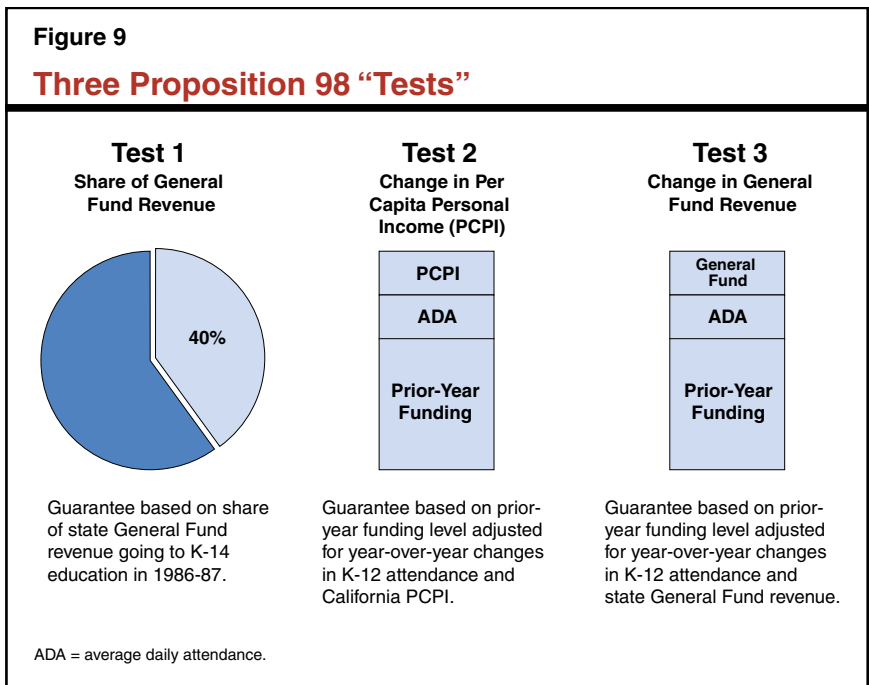 Figure 9
Three Proposition 98 “Tests”
Test 1
Share of General
Fund Revenue
40%
Guarantee based on share
of state General Fund
revenue going to K-14
education in 1986-87.
Test 2
Change in Per
Capita Personal
Income (PCPI)
PCPI
ADA
Prior-Year
Funding
Guarantee based on prior-
year funding level adjusted
for year-over-year changes
in K-12 attendance and
California PCPI.
Test 3
Change in General
Fund Revenue
General
Fund
ADA
Prior-Year
Funding
Guarantee based on prior-
year funding level adjusted
for year-over-year changes
in K-12 attendance and
state General Fund revenue.
ADA = average daily attendance.